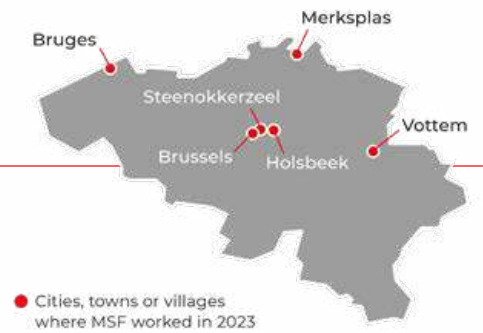 Merksplas
Bruges
Steenokkerzeel
Vottem
Brussels
Holsbeek
Cities, towns or villages
where MSF worked in 2023